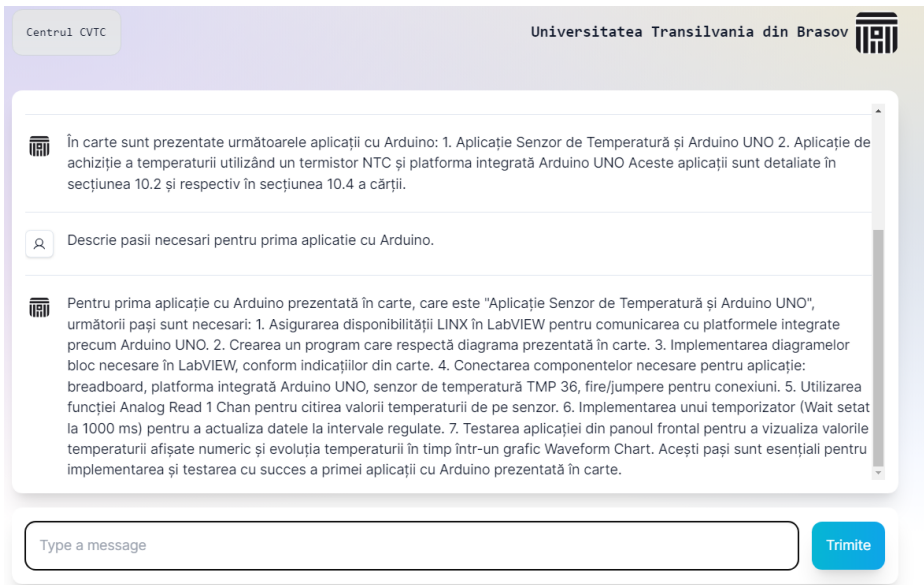 Centrul CVTC
Universitatea Transilvania din Brasov
În carte sunt prezentate următoarele aplicații cu Arduino: 1. Aplicație Senzor de Temperatură și Arduino UNO 2. Aplicație de
achiziție a temperaturii utilizând un termistor NTC și platforma integrată Arduino UNO Aceste aplicații sunt detaliate în
secțiunea 10.2 și respectiv în secțiunea 10.4 a cărții.
Descrie pasii necesari pentru prima aplicatie cu Arduino.
Pentru prima aplicație cu Arduino prezentată în carte, care este "Aplicație Senzor de Temperatură și Arduino UNO",
următorii pași sunt necesari: 1. Asigurarea disponibilității LINX în LabVIEW pentru comunicarea cu platformele integrate
precum Arduino UNO. 2. Crearea un program care respectă diagrama prezentată în carte. 3. Implementarea diagramelor
bloc necesare în LabVIEW, conform indicațiilor din carte. 4. Conectarea componentelor necesare pentru aplicație:
breadboard, platforma integrată Arduino UNO, senzor de temperatură TMP 36, fire/jumpere pentru conexiuni. 5. Utilizarea
funcției Analog Read 1 Chan pentru citirea valorii temperaturii de pe senzor. 6. Implementarea unui temporizator (Wait setat
la 1000 ms) pentru a actualiza datele la intervale regulate. 7. Testarea aplicației din panoul frontal pentru a vizualiza valorile
temperaturii afișate numeric și evoluția temperaturii în timp într-un grafic Waveform Chart. Acești pași sunt esențiali pentru
implementarea și testarea cu succes a primei aplicații cu Arduino prezentată în carte.
Type a message
Trimite